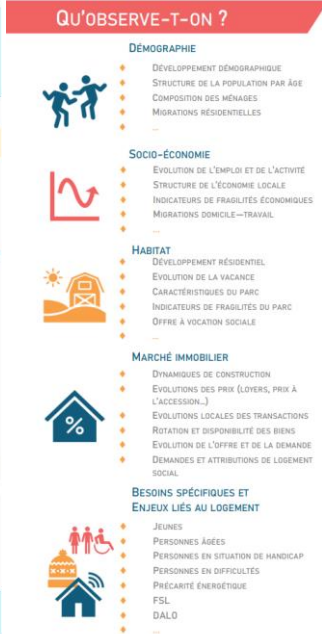 QU'OBSERVE-T-ON ?
DÉMOGRAPHIE
DÉVELOPPEMENT DÉMOGRAPHIQUE
STRUCTURE DE LA POPULATION PAR ÂGE
COMPOSITION DES MÉNAGES
MIGRATIONS RÉSIDENTIELLES
...
SOCIO-ÉCONOMIE
EVOLUTION DE L'EMPLOI ET DE L'ACTIVITÉ
STRUCTURE DE L'ÉCONOMIE LOCALE
INDICATEURS DE FRAGILITÉS ÉCONOMIQUES
MIGRATIONS DOMICILE—TRAVAIL
...
HABITAT
DÉVELOPPEMENT RÉSIDENTIEL
EVOLUTION DE LA VACANCE
CARACTÉRISTIQUES DU PARC
INDICATEURS DE FRAGILITÉS DU PARC
OFFRE À VOCATION SOCIALE
...
MARCHÉ IMMOBILIER
DYNAMIQUES DE CONSTRUCTION
EVOLUTIONS DES PRIX (LOYERS, PRIX À
L'ACCESSION...)
EVOLUTIONS LOCALES DES TRANSACTIONS
ROTATION ET DISPONIBILITÉ DES BIENS
EVOLUTION DE L'OFFRE ET DE LA DEMANDE
DEMANDES ET ATTRIBUTIONS DE LOGEMENT
SOCIAL
%
BESOINS SPÉCIFIQUES ET
ENJEUX LIÉS AU LOGEMENT
JEUNES
PERSONNES ÂGÉES
PERSONNES EN SITUATION DE HANDICAP
PERSONNES EN DIFFICULTÉS
PRÉCARITÉ ÉNERGÉTIQUE
FSL
DALO
...